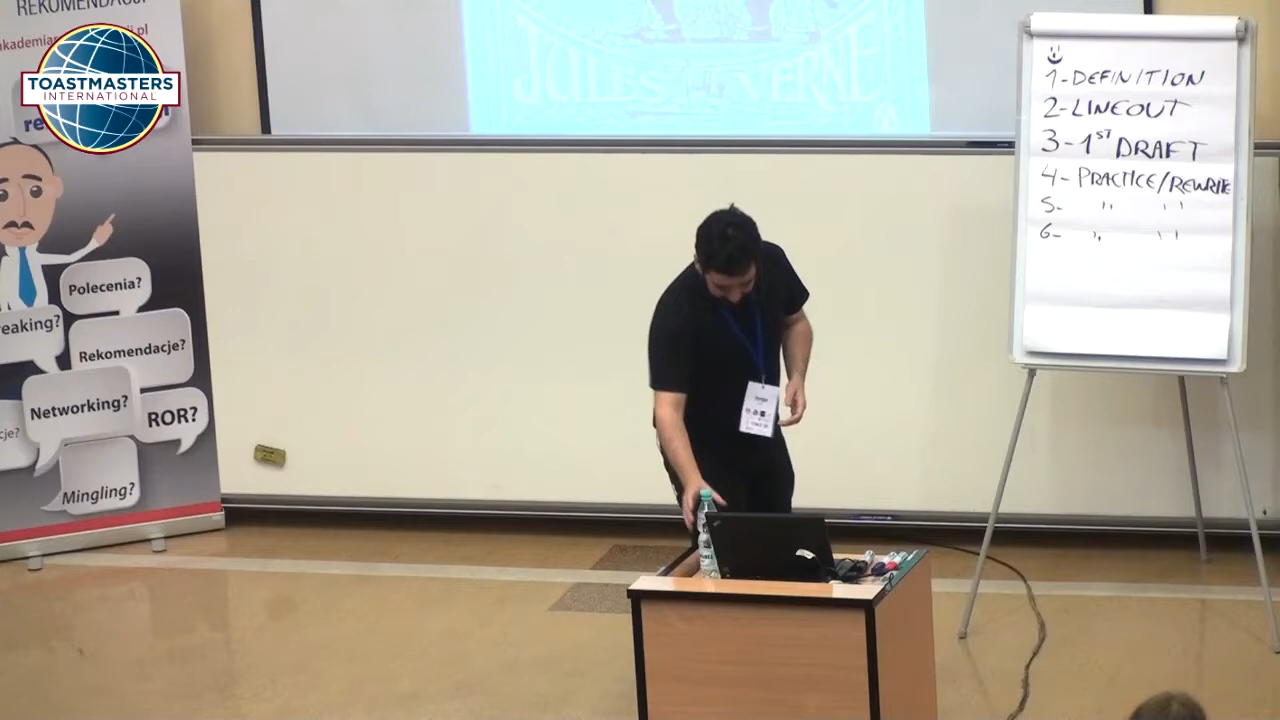 REKOMENDACJI
TOASTMASTERS
INTERNATIONAL
Polecenia?
eaking?
Rekomendacje?
Networking?
ROR?
cje?
Mingling?
JULES VERNE
1-DEFINITION
2-LINEOUT
3-1ST DRAFT
4-PRACTICE/REWRITE
5- '' ''
6- '' ''